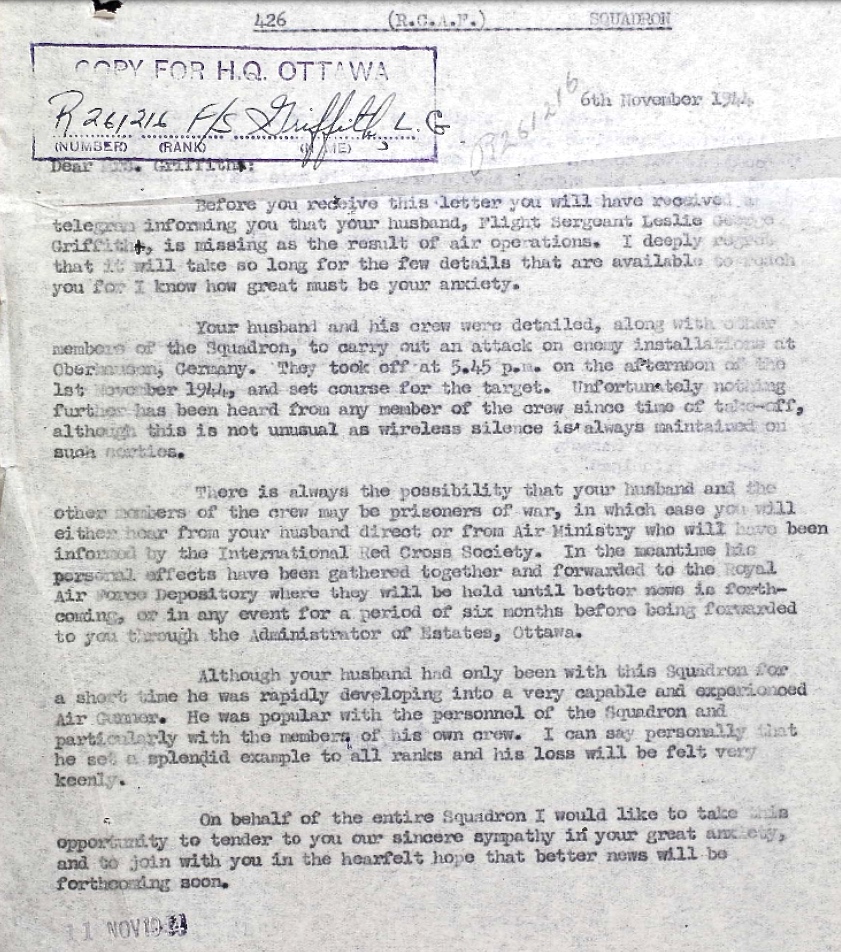 426 (R.C.A.F.) SQUADRON
COPY FOR H.Q. OTTAWA
R261216 F/S Griffith L.G
(NUMBER) (RANK) (NAME)
R261216
6th November 1944
Dear Mrs. Griffith:
Before you receive this letter you will have received a
telegram informing you that your husband, Flight Sergeant Leslie George
Griffith, is missing as the result of air operations. I deeply regret
that it will take so long for the few details that are available to reach
you for I know how great must be your anxiety.
Your husband and his crew were detailed, along with other
members of the Squadron, to carry out an attack on enemy installations at
Oberhausen, Germany. They took off at 5.45 p.m. on the afternoon of the
1st November 1944, and set course for the target. Unfortunately nothing
further has been heard from any member of the crew since time of take-off,
although this is not unusual as wireless silence is always maintained on
such sorties.
There is always the possibility that your husband and the
other members of the crew may be prisoners of war, in which case you will
either hear from your husband direct or from Air Ministry who will have been
informed by the International Red Cross Society. In the meantime his
personal effects have been gathered together and forwarded to the Royal
Air Force Depository where they will be held until better news is forth-
coming, or in any event for a period of six months before being forwarded
to you through the Administrator of Estates, Ottawa.
Although your husband had only been with this Squadron for
a short time he was rapidly developing into a very capable and experienced
Air Gunner. He was popular with the personnel of the Squadron and
particularly with the members of his own crew. I can say personally that
he set a splendid example to all ranks and his loss will be felt very
keenly.
On behalf of the entire Squadron I would like to take this
opportunity to tender to you our sincere sympathy in your great anxiety,
and to join with you in the hearfelt hope that better news will be
forthcoming soon.
11 NOV 1944